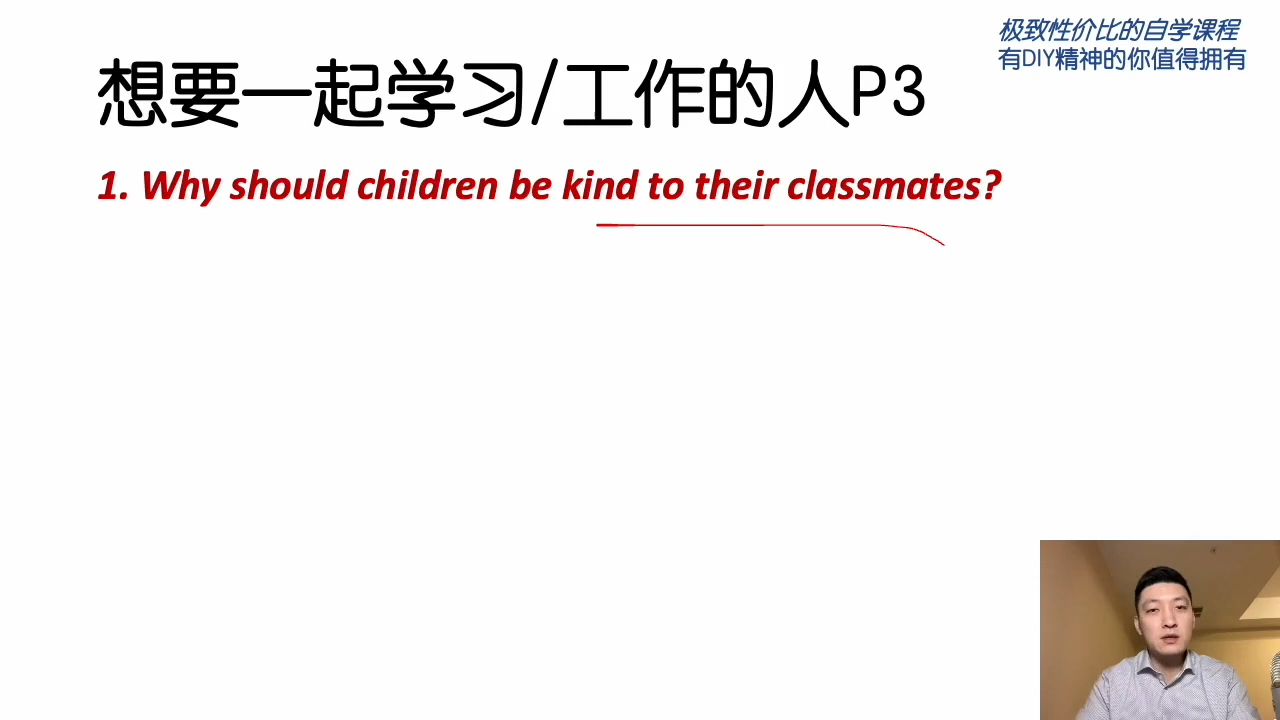 极致性价比的自学课程
有DIY精神的你值得拥有
想要一起学习/工作的人P3
1. Why should children be kind to their classmates?